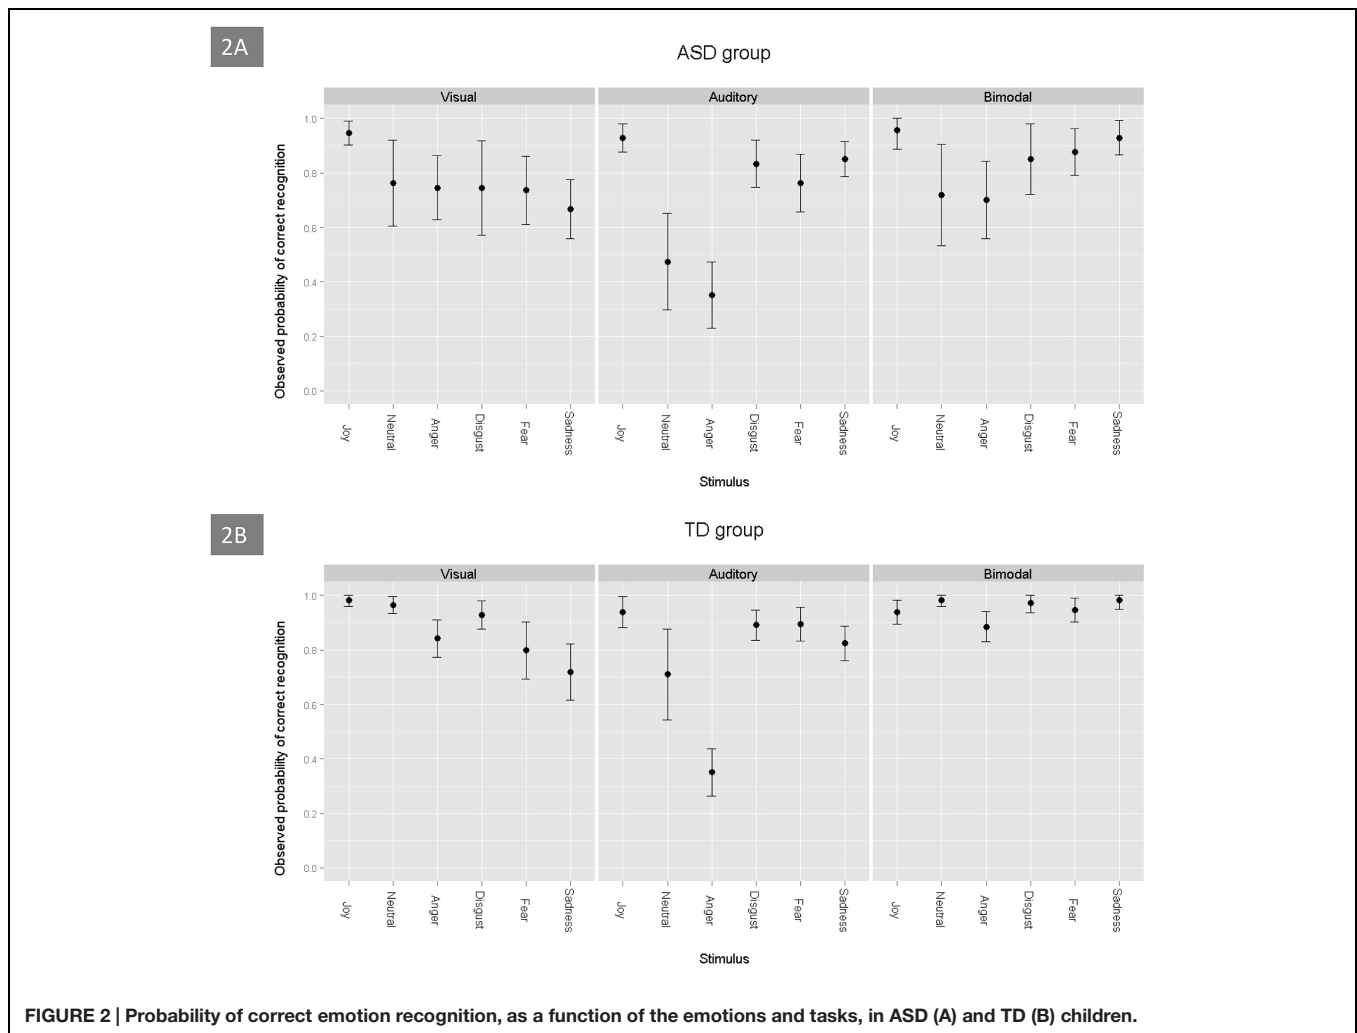 2A
ASD group
Visual Auditory Bimodal
Observed probability of correct recognition
1.0
0.8
0.6
0.4
0.2
0.0
Joy Neutral Anger Disgust Fear Sadness Joy Neutral Anger Disgust Fear Sadness Joy Neutral Anger Disgust Fear Sadness
Stimulus
2B
TD group
Visual Auditory Bimodal
Observed probability of correct recognition
1.0
0.8
0.6
0.4
0.2
0.0
Joy Neutral Anger Disgust Fear Sadness Joy Neutral Anger Disgust Fear Sadness Joy Neutral Anger Disgust Fear Sadness
Stimulus
FIGURE 2 | Probability of correct emotion recognition, as a function of the emotions and tasks, in ASD (A) and TD (B) children.